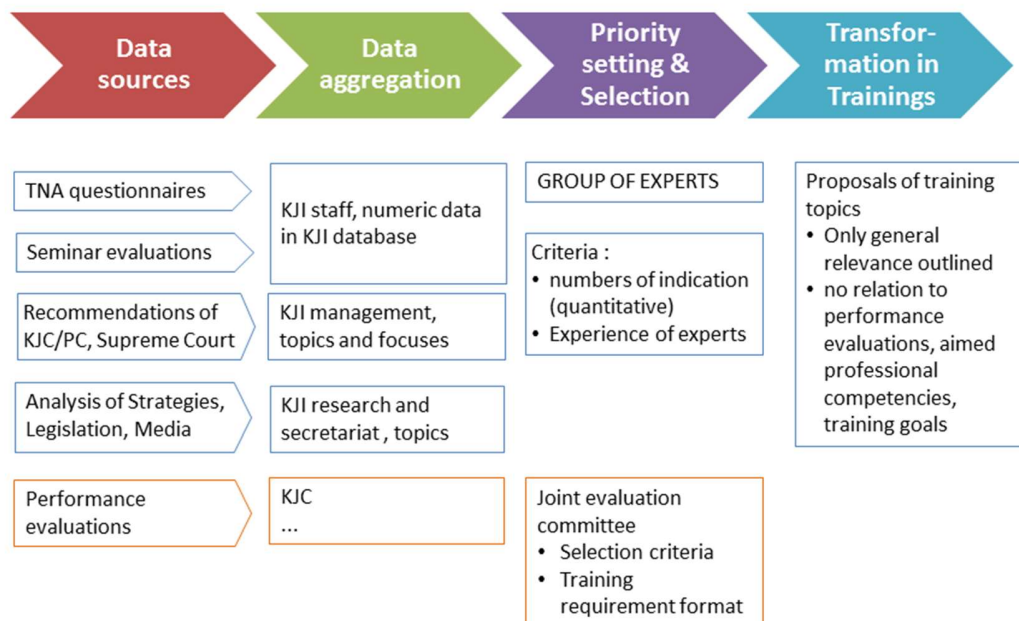 Data
sources
Data
aggregation
Priority
setting &
Selection
Transfor-
mation in
Trainings
TNA questionnaires
Seminar evaluations
Recommendations of
KJC/PC, Supreme Court
Analysis of Strategies,
Legislation, Media
Performance
evaluations
KJI staff, numeric data
in KJI database
KJI management,
topics and focuses
KJI research and
secretariat , topics
KJC
...
GROUP OF EXPERTS
Criteria :
• numbers of indication
(quantitative)
• Experience of experts
Joint evaluation
committee
• Selection criteria
• Training
requirement format
Proposals of training
topics
• Only general
relevance outlined
• no relation to
performance
evaluations, aimed
professional
competencies,
training goals